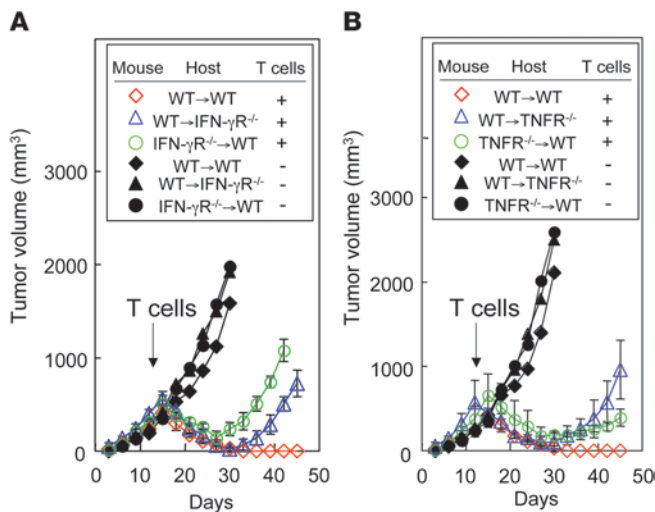 A
Mouse Host T cells
WT→WT +
WT→IFN-γR-/- +
IFN-γR-/-→WT +
WT→WT -
WT→IFN-γR-/- -
IFN-γR-/-→WT -
Tumor volume (mm3)
3000
2000
1000
0
T cells
0 10 20 30 40 50
Days
B
Mouse Host T cells
WT→WT +
WT→TNFR-/- +
TNFR-/-→WT +
WT→WT -
WT→TNFR-/- -
TNFR-/-→WT -
Tumor volume (mm3)
3000
2000
1000
0
T cells
0 10 20 30 40 50
Days